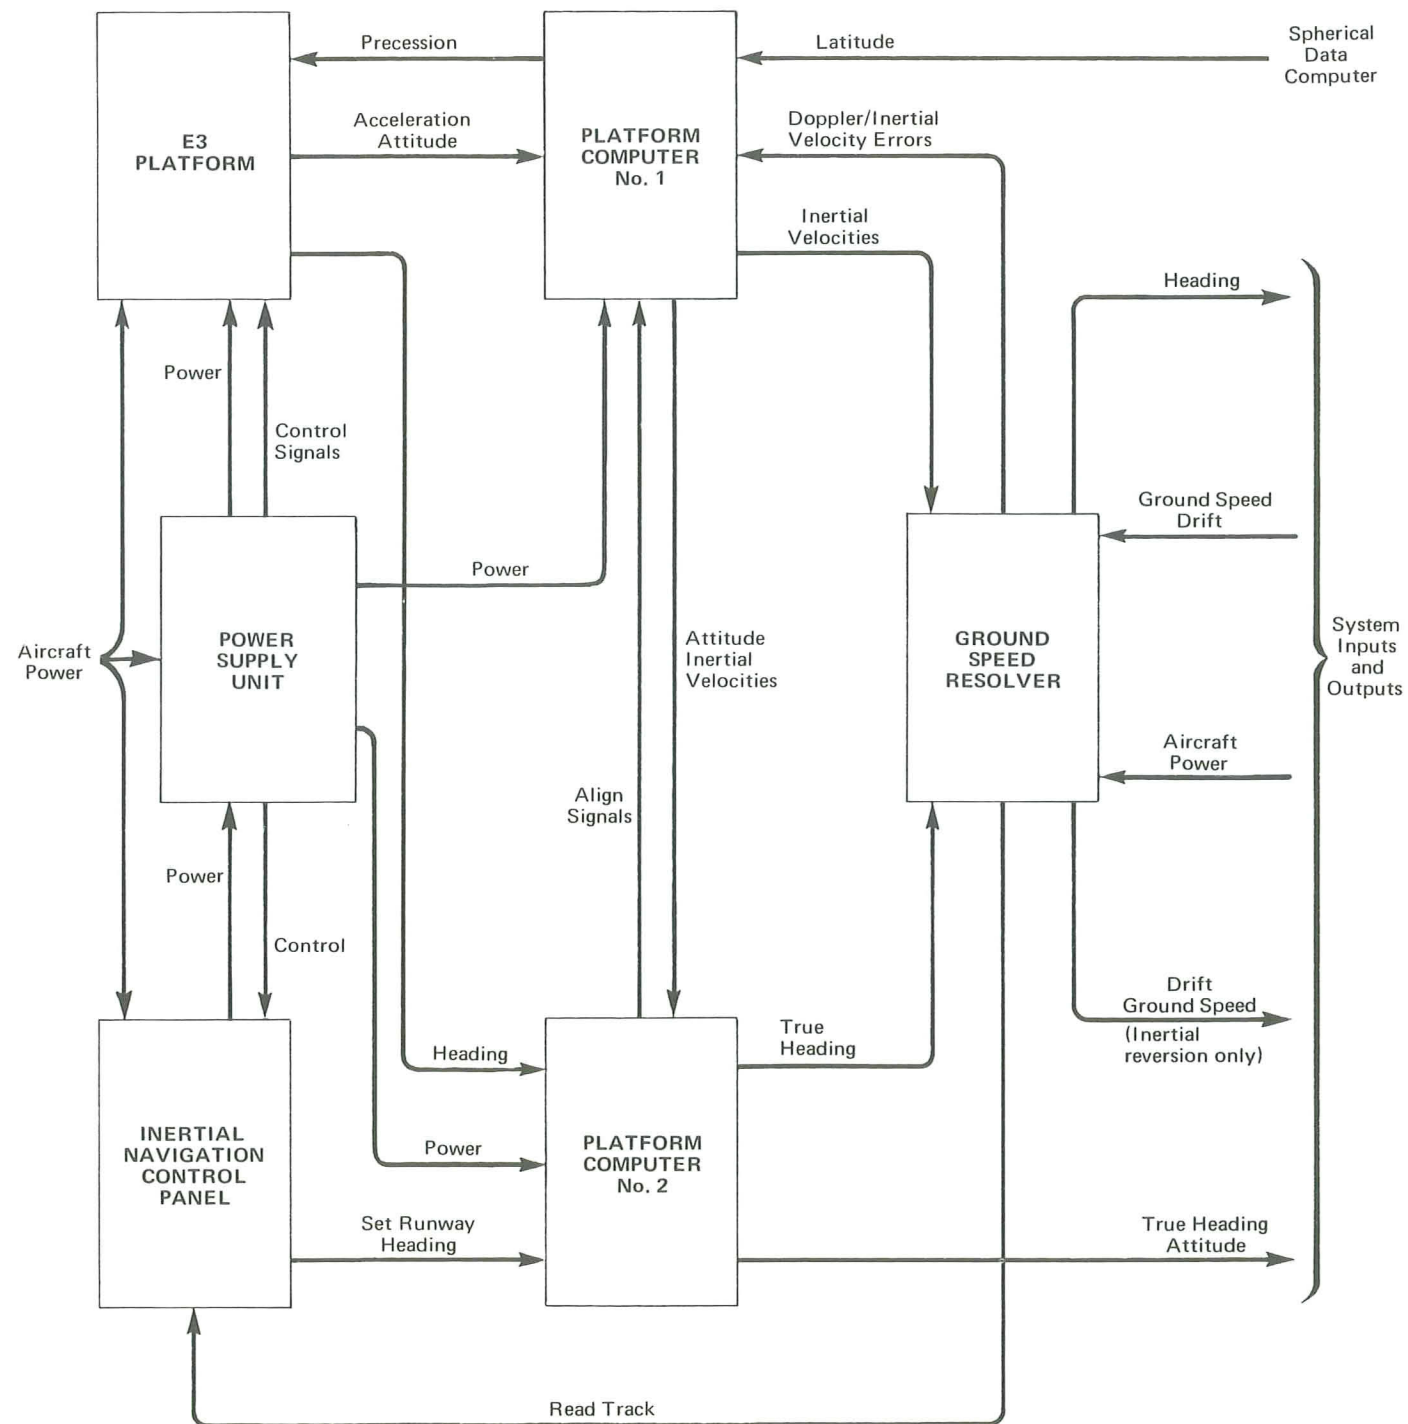 Precession
Latitude
Spherical
Data
Computer
Acceleration
Attitude
Doppler/Inertial
Velocity Errors
E3
PLATFORM
PLATFORM
COMPUTER
No. 1
Inertial
Velocities
Heading
Power
Control
Signals
Ground Speed
Drift
Power
Aircraft
Power
POWER
SUPPLY
UNIT
Attitude
Inertial
Velocities
GROUND
SPEED
RESOLVER
System
Inputs
and
Outputs
Aircraft
Power
Align
Signals
Power
Control
Drift
Ground Speed
(Inertial
reversion only)
True
Heading
Heading
INERTIAL
NAVIGATION
CONTROL
PANEL
Power
PLATFORM
COMPUTER
No. 2
Set Runway
Heading
True Heading
Attitude
Read Track